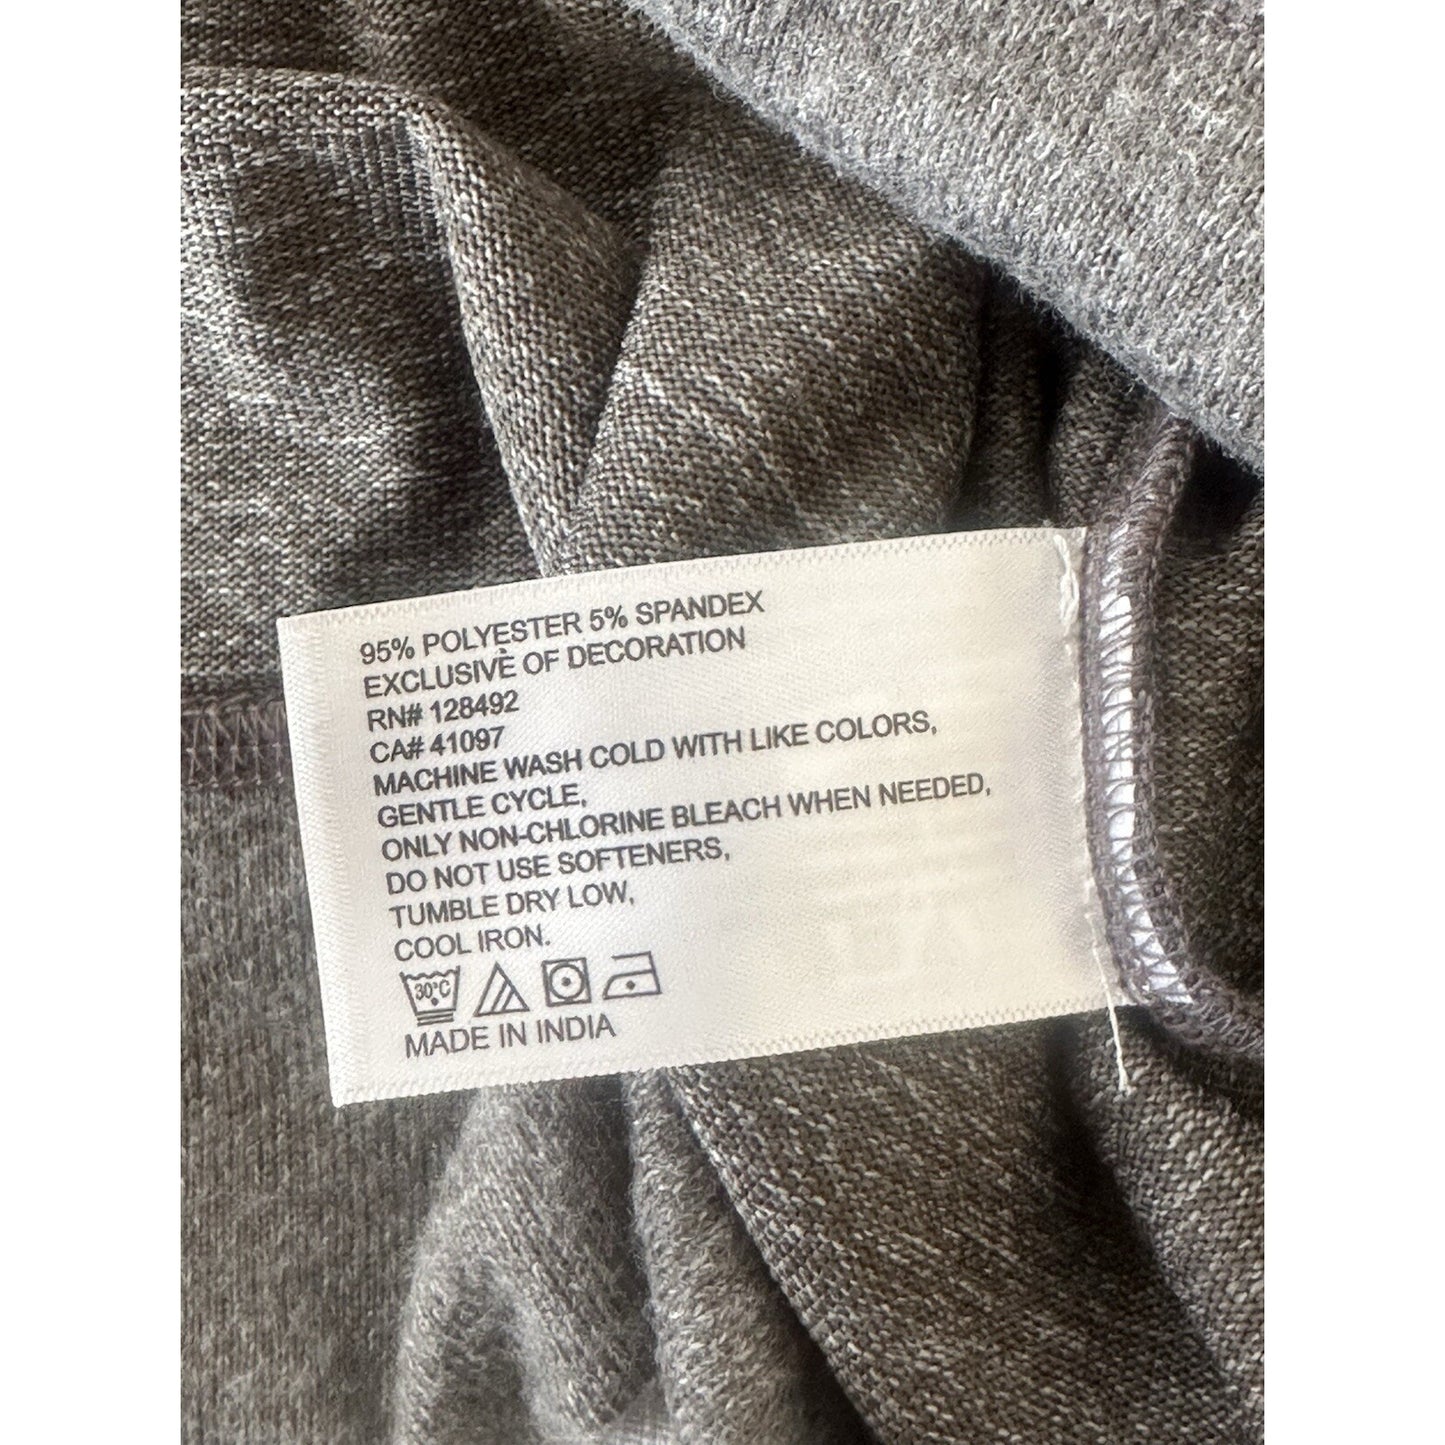 95% POLYESTER 5% SPANDEX
EXCLUSIVE OF DECORATION
RN# 128492
CA# 41097
MACHINE WASH COLD WITH LIKE COLORS,
GENTLE CYCLE,
ONLY NON-CHLORINE BLEACH WHEN NEEDED,
DO NOT USE SOFTENERS,
TUMBLE DRY LOW,
COOL IRON.
30°C
MADE IN INDIA